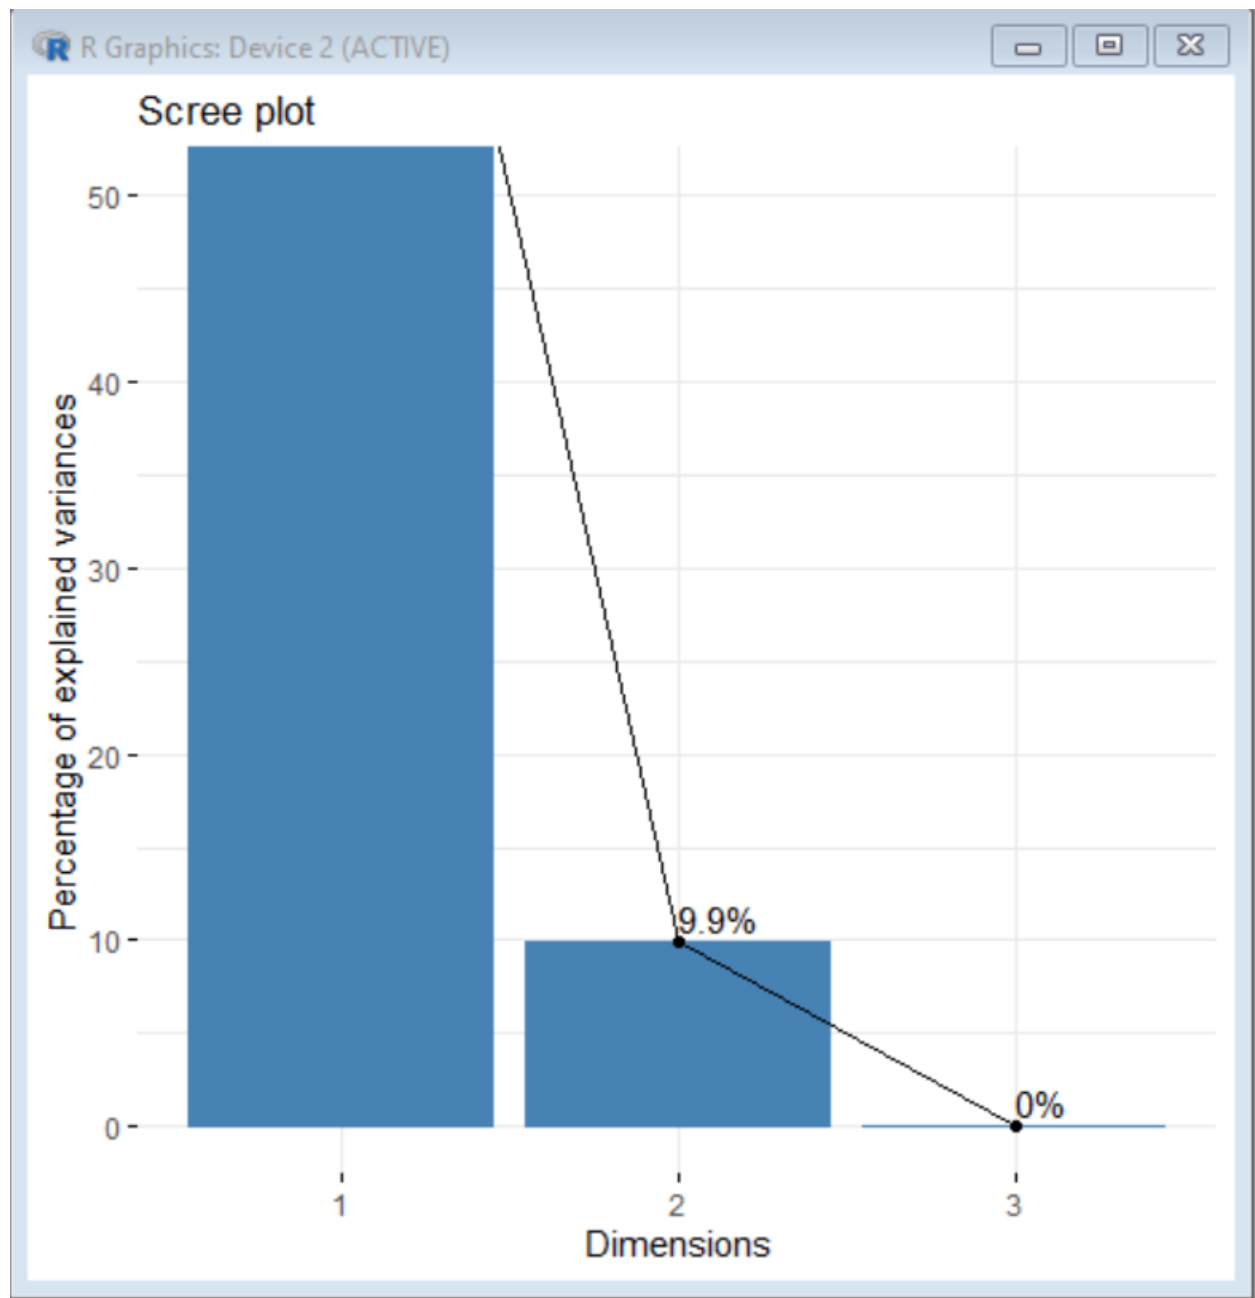 R Graphics: Device 2 (ACTIVE)
Scree plot
Percentage of explained variances
50
40
30
20
10
0
9.9%
0%
1 2 3
Dimensions